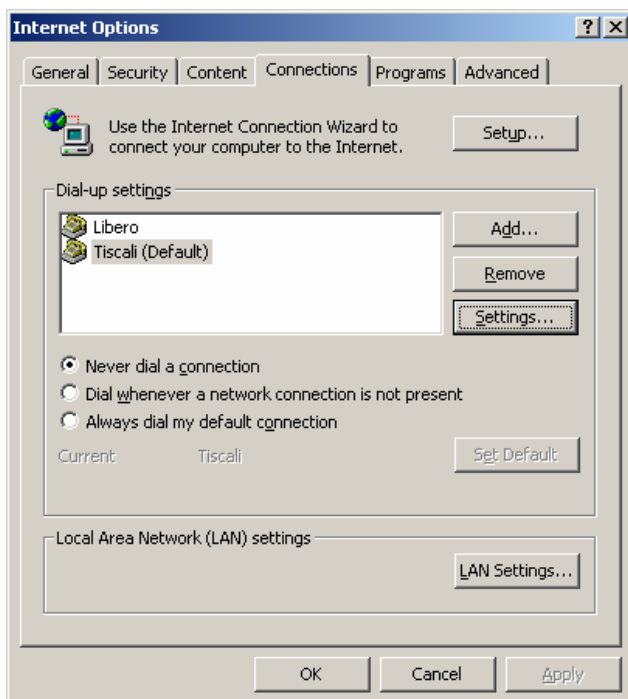 Internet Options
General Security Content Connections Programs Advanced
Use the Internet Connection Wizard to
connect your computer to the Internet.
Setup...
Dial-up settings
Libero
Tiscali (Default)
Add...
Remove
Settings...
Never dial a connection
Dial whenever a network connection is not present
Always dial my default connection
Current Tiscali Set Default
Local Area Network (LAN) settings
LAN Settings...
OK Cancel Apply